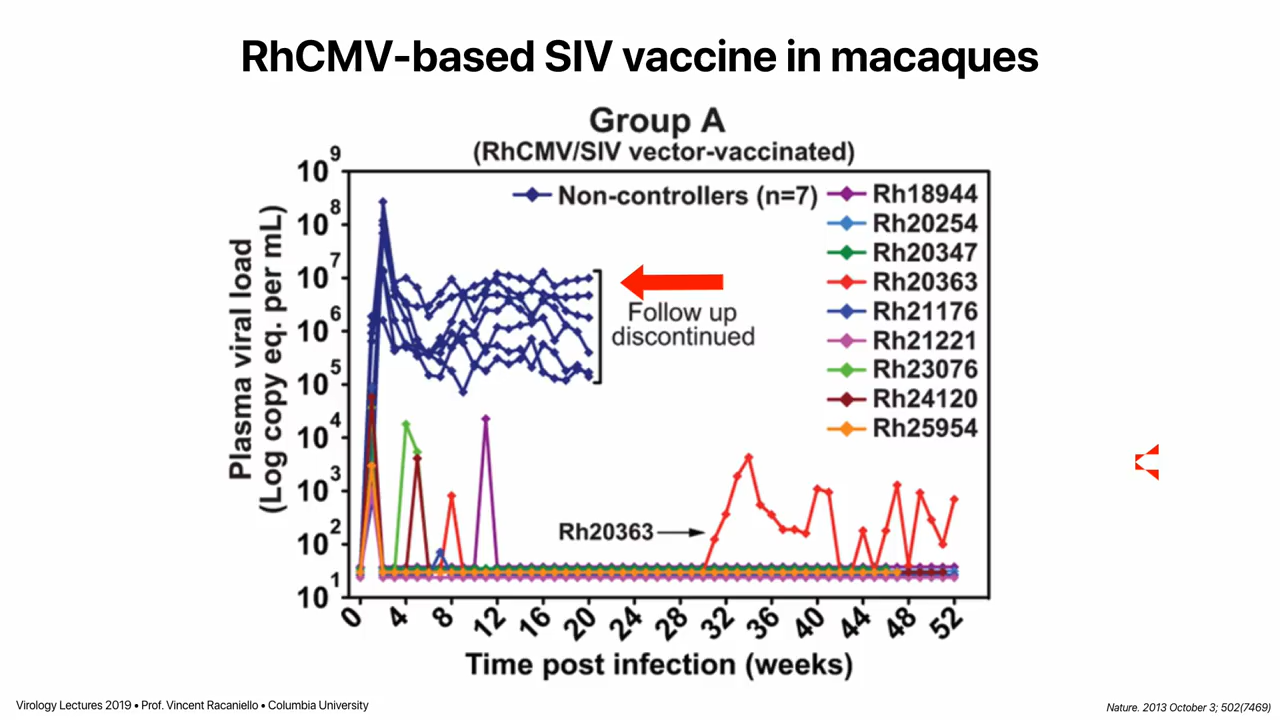 RhCMV-based SIV vaccine in macaques
Group A
(RhCMV/SIV vector-vaccinated)
Plasma viral load
(Log copy eq. per mL)
10^9
10^8
10^7
10^6
10^5
10^4
10^3
10^2
10^1
Non-controllers (n=7)
Rh18944
Rh20254
Rh20347
Rh20363
Rh21176
Rh21221
Rh23076
Rh24120
Rh25954
Follow up
discontinued
Rh20363
0 4 8 12 16 20 24 28 32 36 40 44 48 52
Time post infection (weeks)
Virology Lectures 2019 • Prof. Vincent Racaniello • Columbia University
Nature. 2013 October 3; 502(7469)